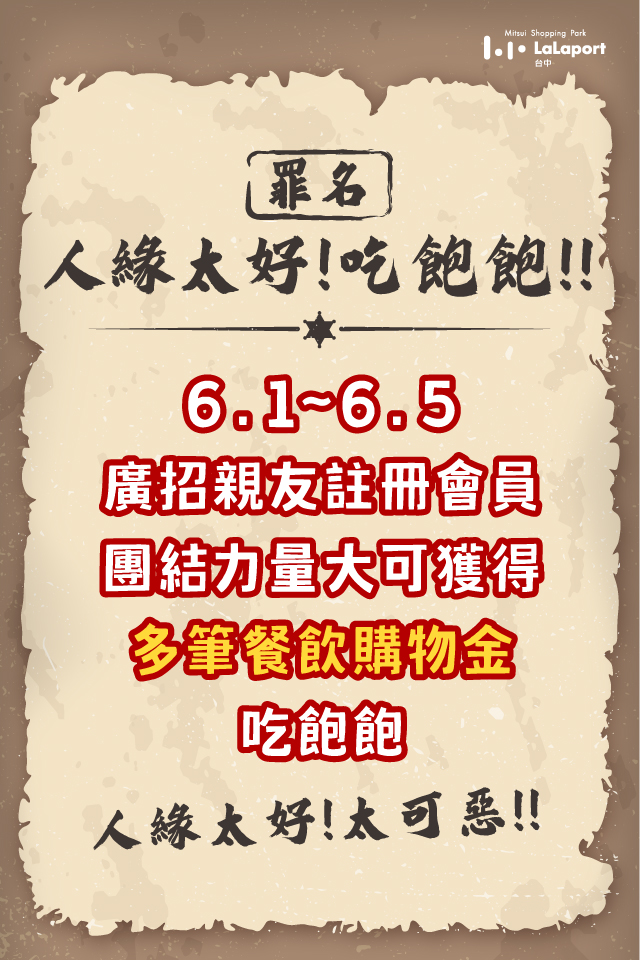 Mitsui Shopping Park
LaLaport
台中
罪名
人緣太好!吃飽飽!!
6.1~6.5
廣招親友註冊會員
團結力量大可獲得
多筆餐飲購物金
吃飽飽
人緣太好!太可惡!!